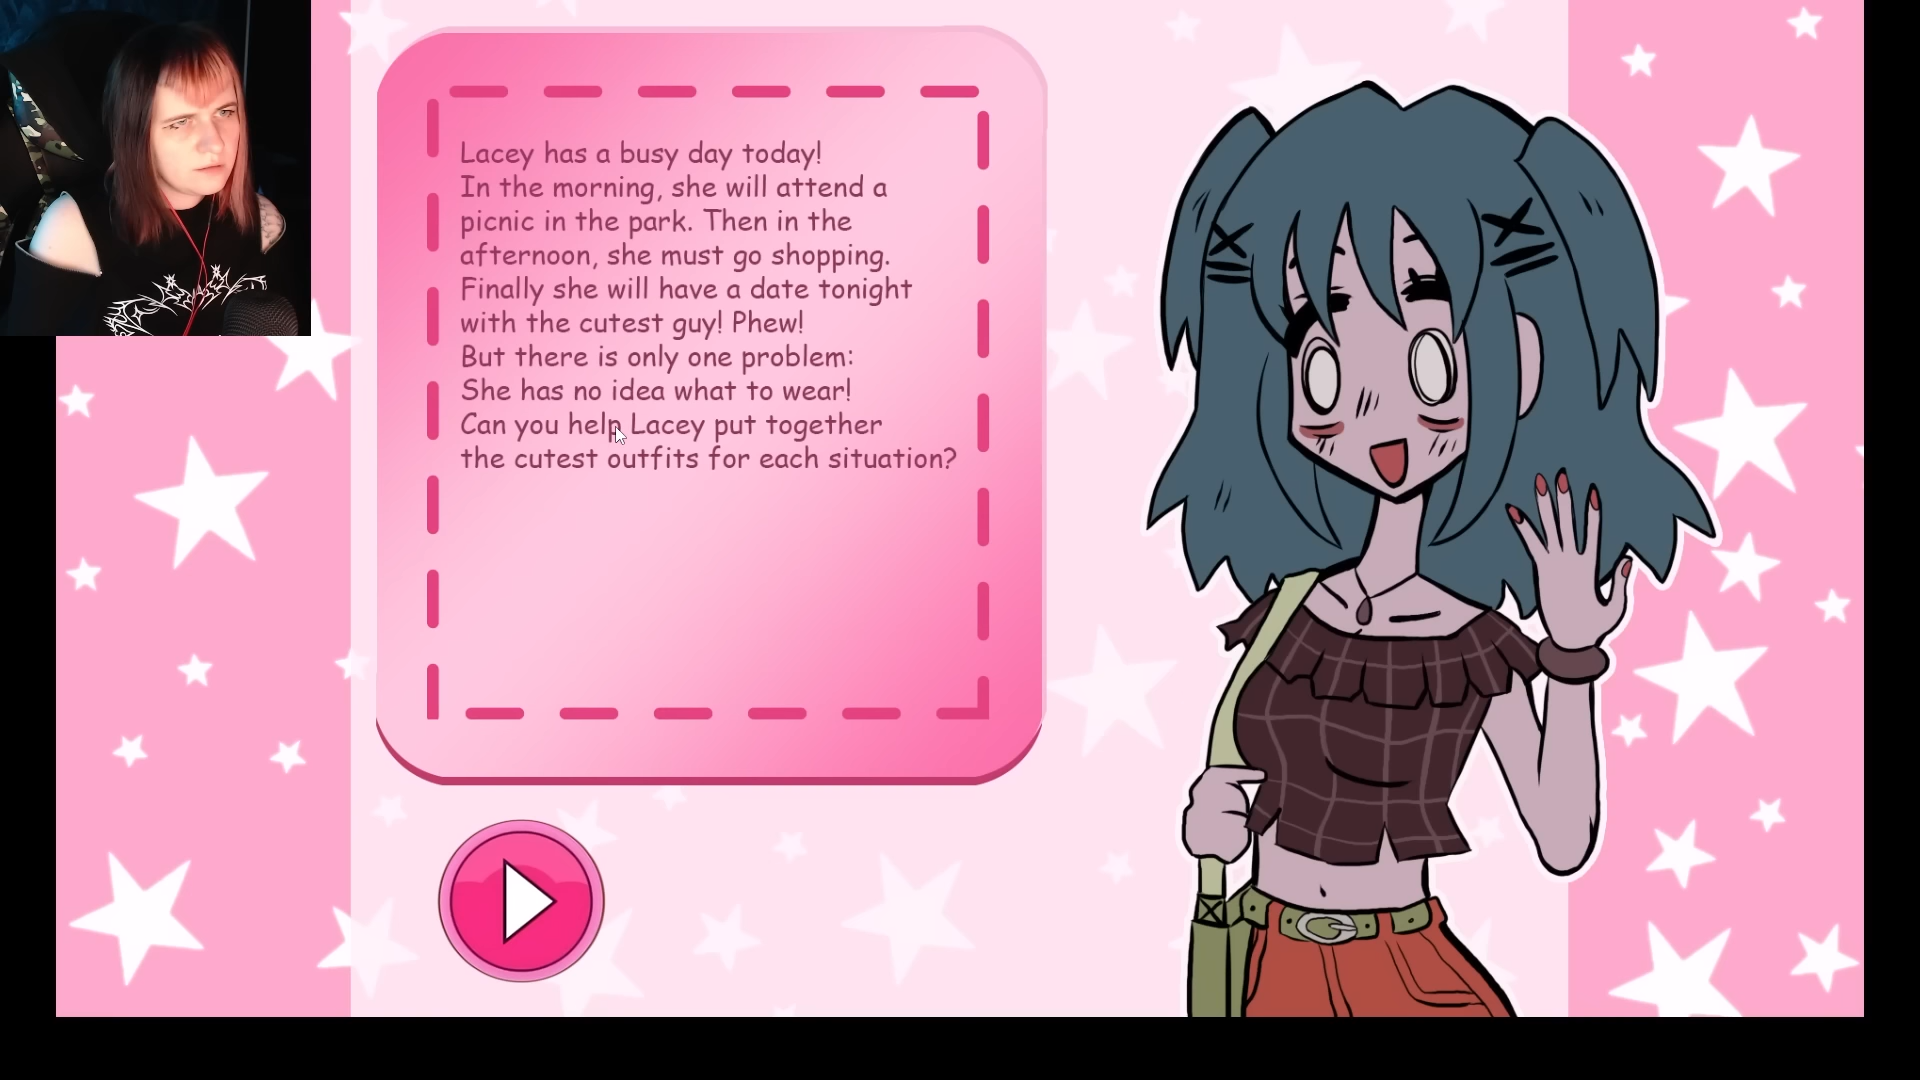 Lacey has a busy day today!
In the morning, she will attend a
picnic in the park. Then in the
afternoon, she must go shopping.
Finally she will have a date tonight
with the cutest guy! Phew!
But there is only one problem:
She has no idea what to wear!
Can you help Lacey put together
the cutest outfits for each situation?